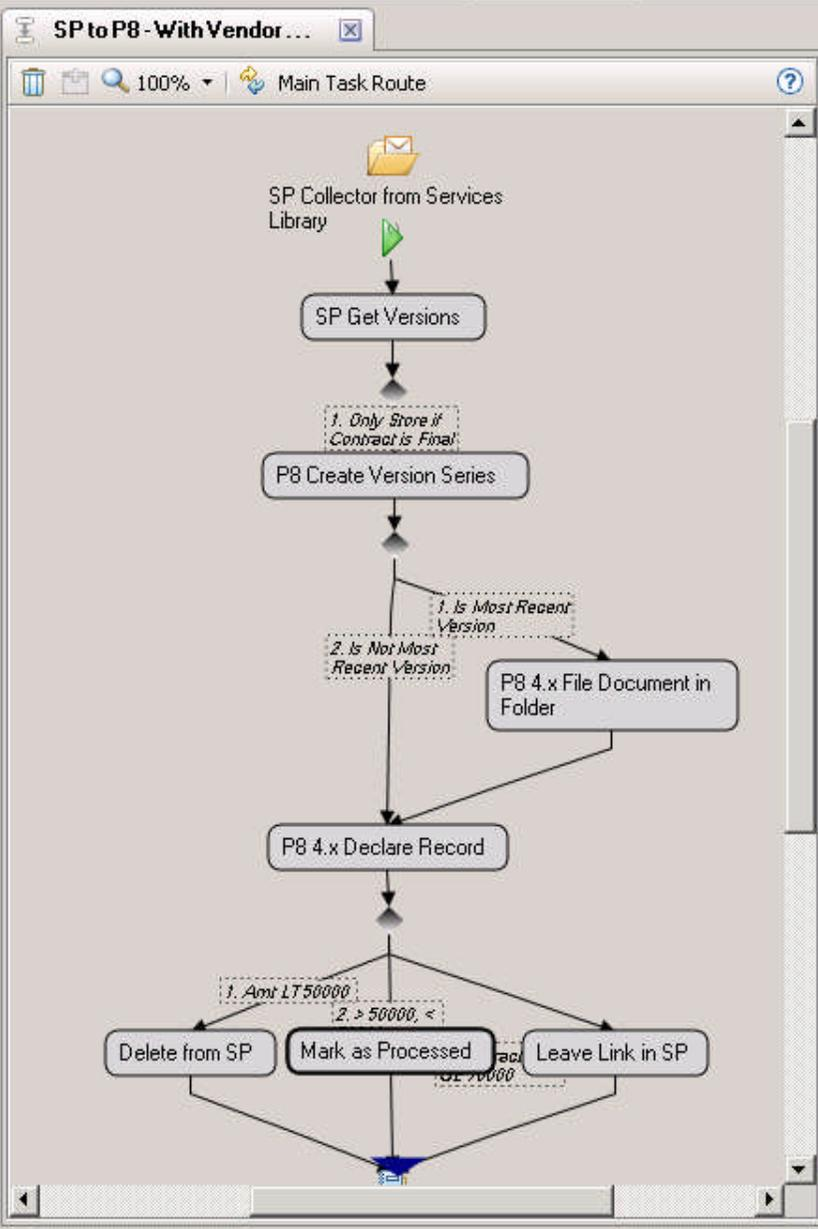 SP to P8 - With Vendor...
100%
Main Task Route
SP Collector from Services
Library
SP Get Versions
1. Only Store if
Contract is Final
P8 Create Version Series
1. Is Most Recent
Version
2. Is Not Most
Recent Version
P8 4.x File Document in
Folder
P8 4.x Declare Record
1. Amt LT 50000
2. > 50000, <
Delete from SP
Mark as Processed
Leave Link in SP